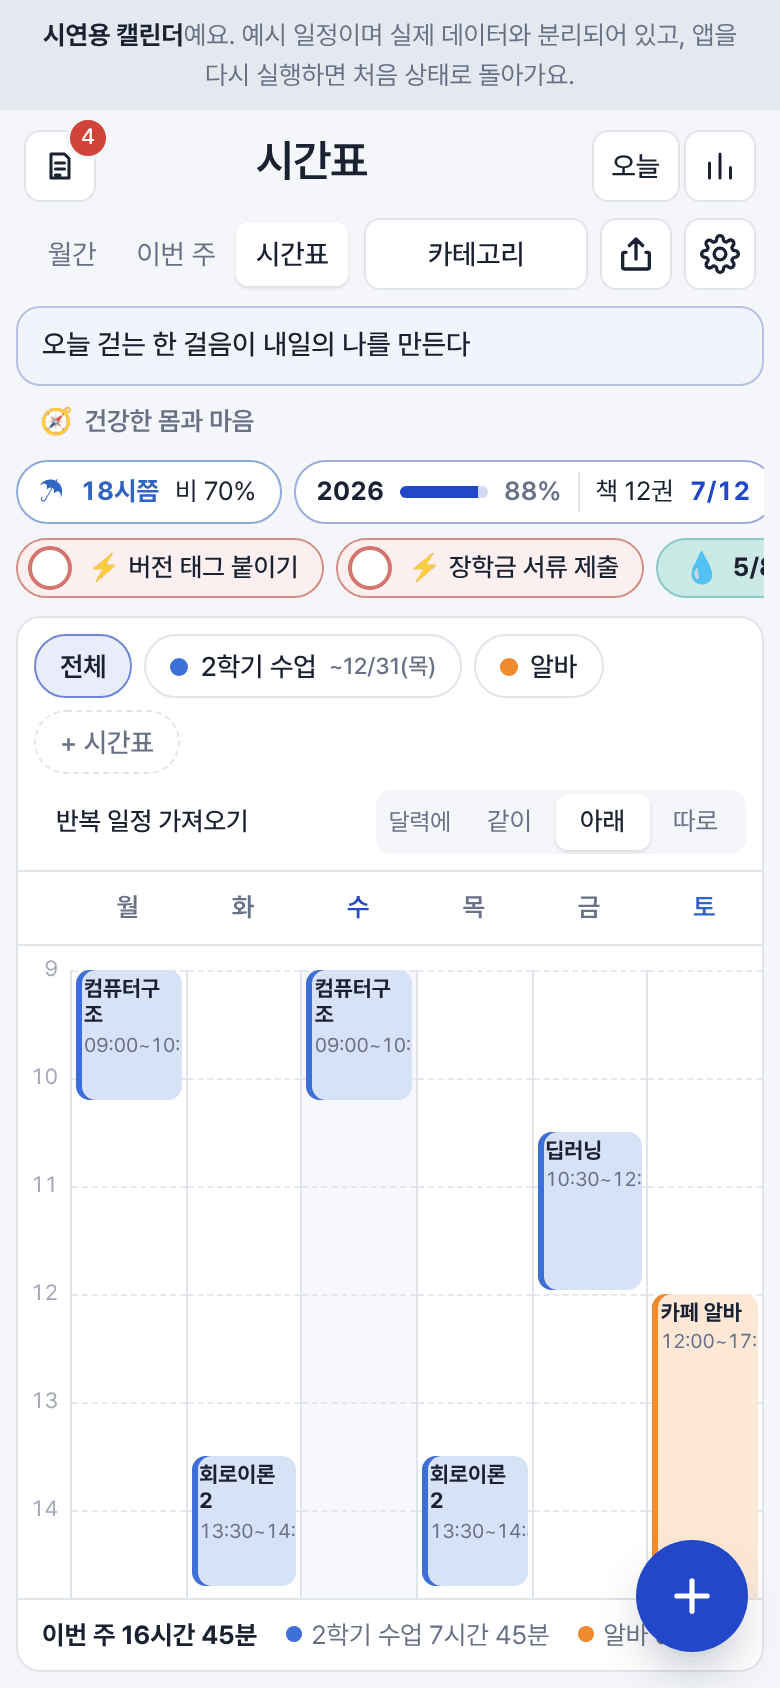 시연용 캘린더예요. 예시 일정이며 실제 데이터와 분리되어 있고, 앱을
다시 실행하면 처음 상태로 돌아가요.
4
시간표
오늘
월간 이번 주 시간표 카테고리
오늘 걷는 한 걸음이 내일의 나를 만든다
🧭 건강한 몸과 마음
☂ 18시쯤 비 70% 2026 88% 책 12권 7/12
⚡ 버전 태그 붙이기 ⚡ 장학금 서류 제출 💧
전체 2학기 수업 ~12/31(목) 알바
+ 시간표
반복 일정 가져오기 달력에 같이 아래 따로
월 화 수 목 금 토
9
컴퓨터구
조
09:00~10:
컴퓨터구
조
09:00~10:
10
딥러닝
10:30~12:
11
12
카페 알바
12:00~17:
13
회로이론
2
13:30~14:
회로이론
2
13:30~14:
14
+
이번 주 16시간 45분 2학기 수업 7시간 45분 알바